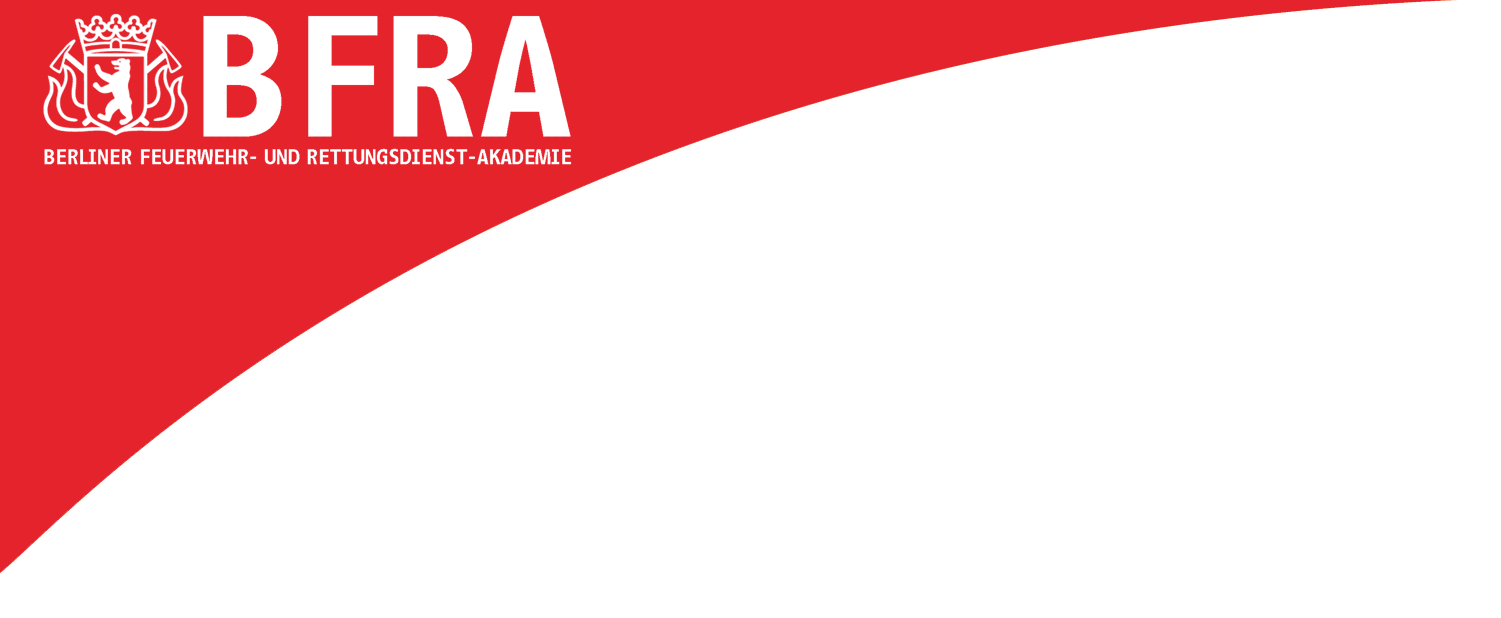 BFRA
BERLINER FEUERWEHR- UND RETTUNGSDIENST-AKADEMIE